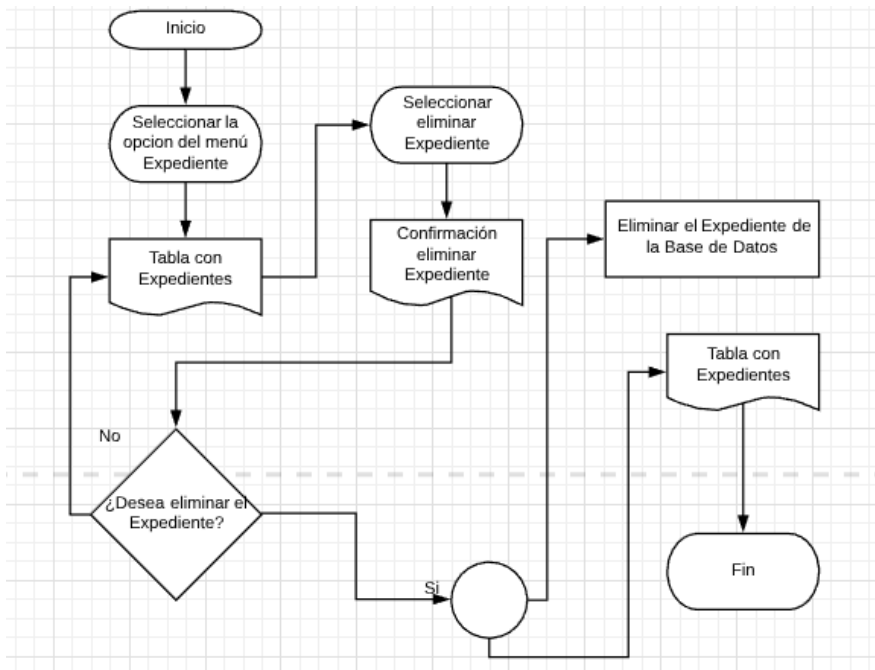 Inicio
Seleccionar la
opcion del menú
Expediente
Tabla con
Expedientes
Seleccionar
eliminar
Expediente
Confirmación
eliminar
Expediente
No
¿Desea eliminar el
Expediente?
Si
Eliminar el Expediente de
la Base de Datos
Tabla con
Expedientes
Fin